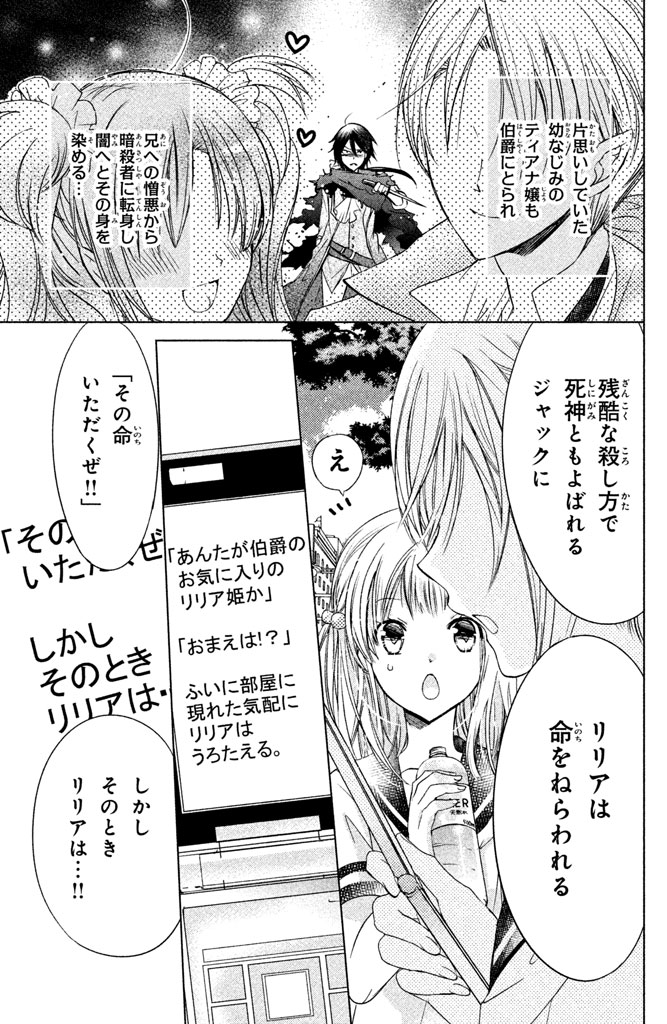 片思いしていた
幼なじみの
ティアナ嬢も
伯爵にとられ
兄への憎悪から
暗殺者に転身し
闇へとその身を
染める…
残酷な殺し方で
死神ともよばれる
ジャックに
リリアは
命をねらわれる
え
「あんたが伯爵の
お気に入りの
リリア姫か」
「おまえは!?」
ふいに部屋に
現れた気配に
リリアは
うろたえる。
「その命
いただくぜ!!」
「その
いただくぜ
しかし
そのとき
リリアは…
しかし
そのとき
リリアは…!!